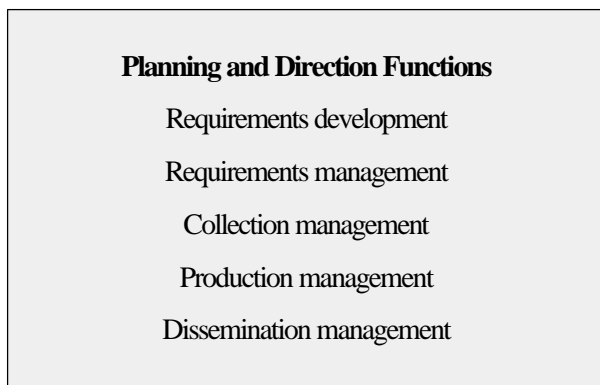 Planning and Direction Functions
Requirements development
Requirements management
Collection management
Production management
Dissemination management